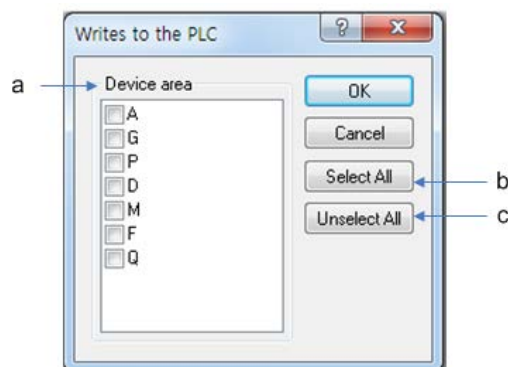 Writes to the PLC
?
X
a
Device area
A
G
P
D
M
F
Q
OK
Cancel
Select All
b
Unselect All
c